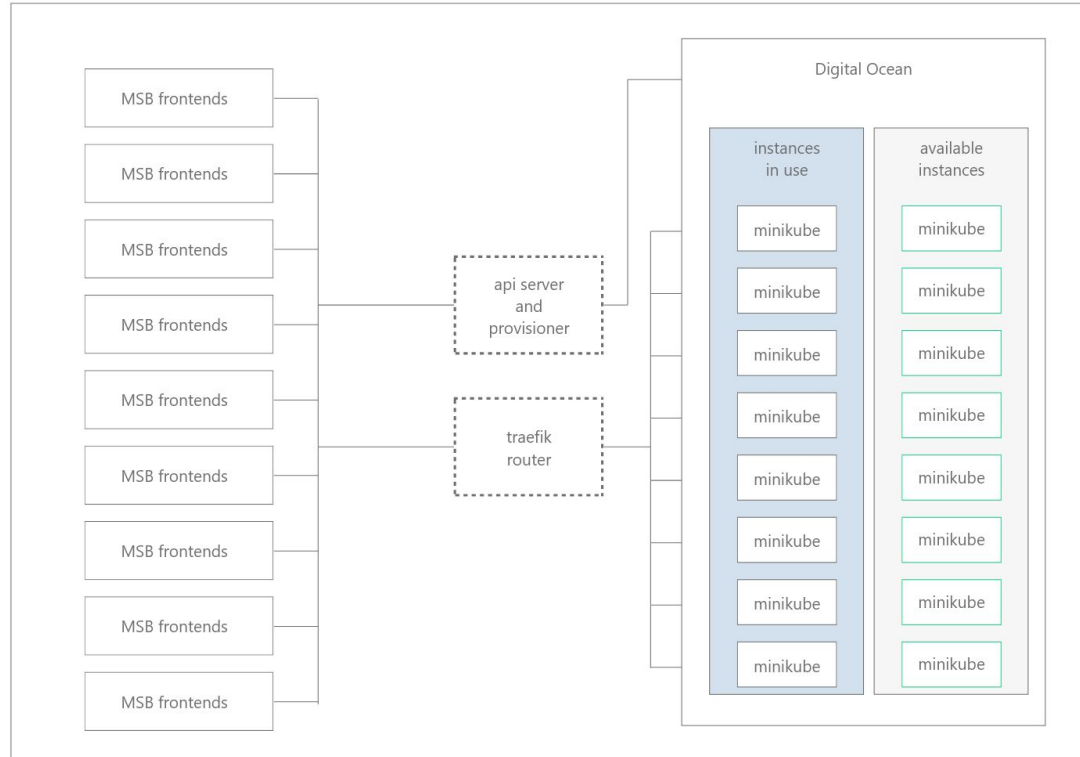 MSB frontends
MSB frontends
MSB frontends
MSB frontends
MSB frontends
MSB frontends
MSB frontends
MSB frontends
MSB frontends
api server
and
provisioner
traefik
router
Digital Ocean
instances
in use
minikube
minikube
minikube
minikube
minikube
minikube
minikube
minikube
available
instances
minikube
minikube
minikube
minikube
minikube
minikube
minikube
minikube